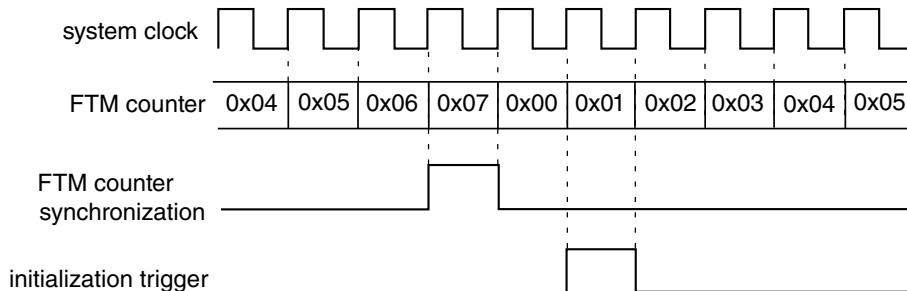 system clock
FTM counter 0x04 0x05 0x06 0x07 0x00 0x01 0x02 0x03 0x04 0x05
FTM counter
synchronization
initialization trigger